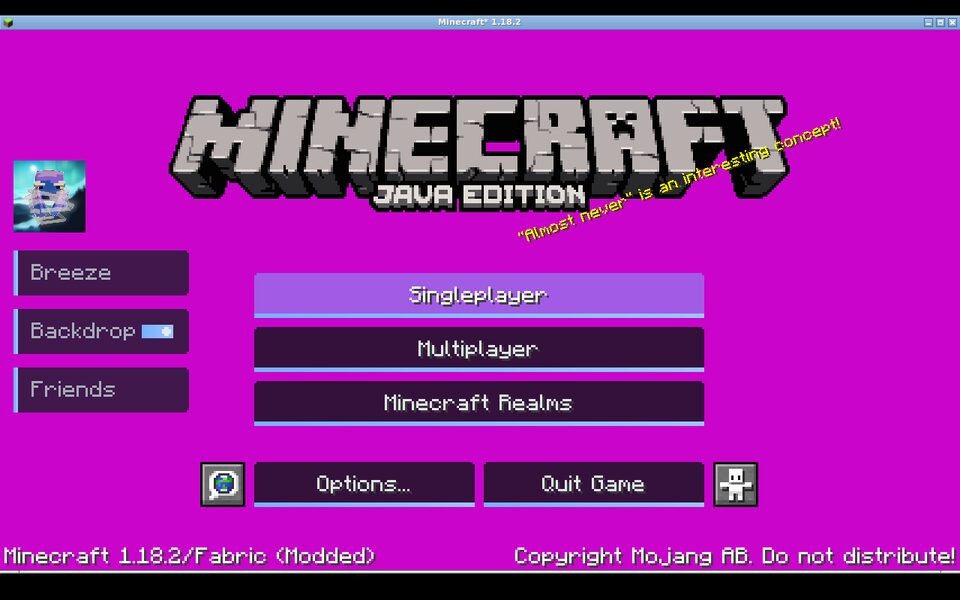 Minecraft* 1.18.2
MINECRAFT
JAVA EDITION
"Almost never" is an interesting concept!
Breeze
Backdrop
Friends
Singleplayer
Multiplayer
Minecraft Realms
Options...
Quit Game
Minecraft 1.18.2/Fabric (Modded)
Copyright Mojang AB. Do not distribute!